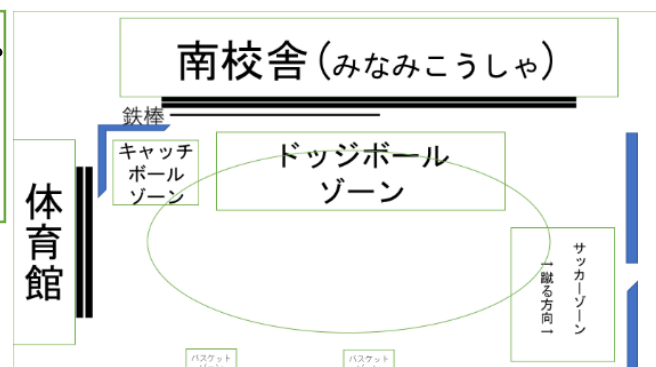 南校舎(みなみこうしゃ)
鉄棒
キャッチ
ボール
ゾーン
ドッジボール
ゾーン
体育館
サッカーゾーン
↑蹴る方向↑
バスケット
バスケット